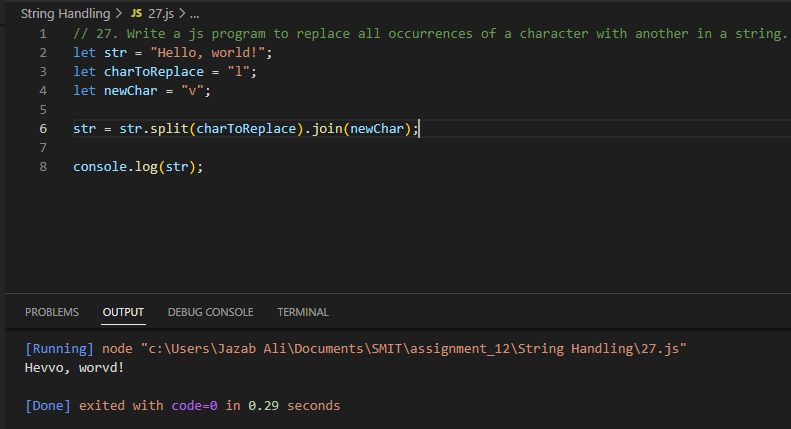 String Handling > JS 27.js > ...
1 // 27. Write a js program to replace all occurrences of a character with another in a string.
2 let str = "Hello, world!";
3 let charToReplace = "l";
4 let newChar = "v";
5
6 str = str.split(charToReplace).join(newChar);
7
8 console.log(str);
PROBLEMS OUTPUT DEBUG CONSOLE TERMINAL
[Running] node "c:\Users\Jazab Ali\Documents\SMIT\assignment_12\String Handling\27.js"
Hevvo, worvd!
[Done] exited with code=0 in 0.29 seconds